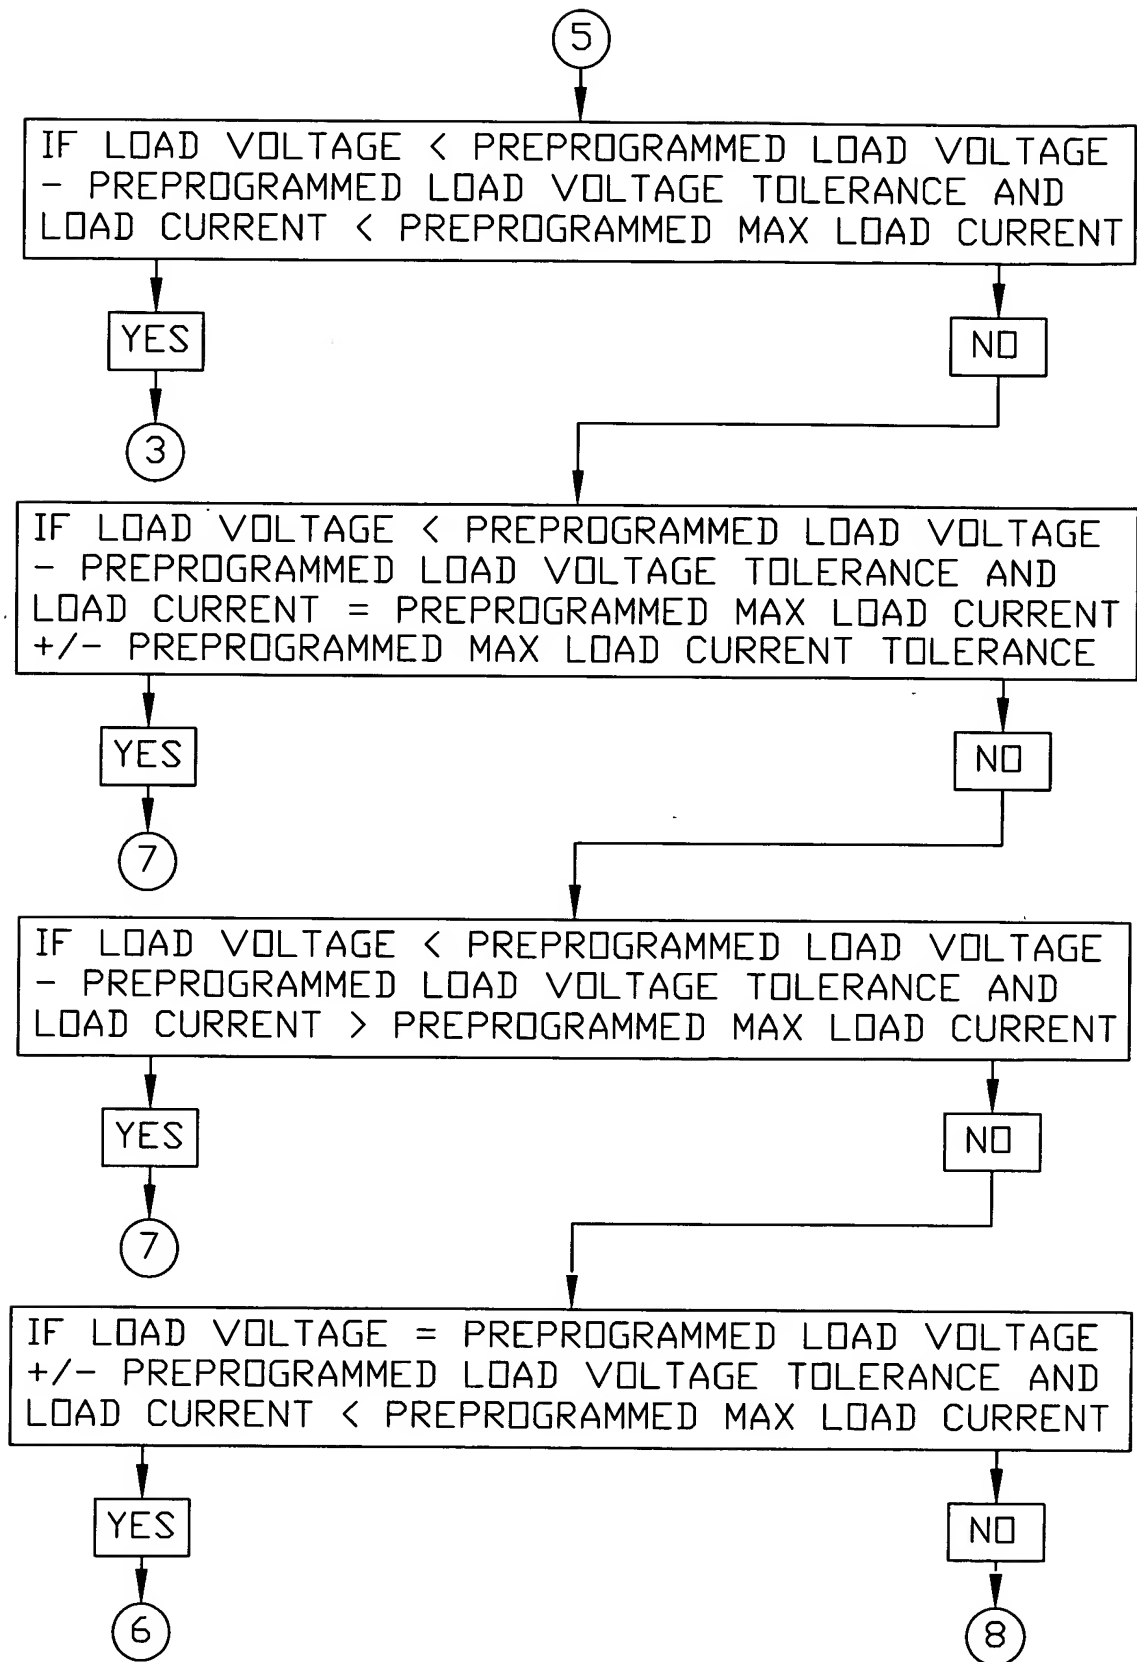 5
IF LOAD VOLTAGE < PREPROGRAMMED LOAD VOLTAGE
- PREPROGRAMMED LOAD VOLTAGE TOLERANCE AND
LOAD CURRENT < PREPROGRAMMED MAX LOAD CURRENT
YES
NO
3
IF LOAD VOLTAGE < PREPROGRAMMED LOAD VOLTAGE
- PREPROGRAMMED LOAD VOLTAGE TOLERANCE AND
LOAD CURRENT = PREPROGRAMMED MAX LOAD CURRENT
+/- PREPROGRAMMED MAX LOAD CURRENT TOLERANCE
YES
NO
7
IF LOAD VOLTAGE < PREPROGRAMMED LOAD VOLTAGE
- PREPROGRAMMED LOAD VOLTAGE TOLERANCE AND
LOAD CURRENT > PREPROGRAMMED MAX LOAD CURRENT
YES
NO
7
IF LOAD VOLTAGE = PREPROGRAMMED LOAD VOLTAGE
+/- PREPROGRAMMED LOAD VOLTAGE TOLERANCE AND
LOAD CURRENT < PREPROGRAMMED MAX LOAD CURRENT
YES
NO
6
8